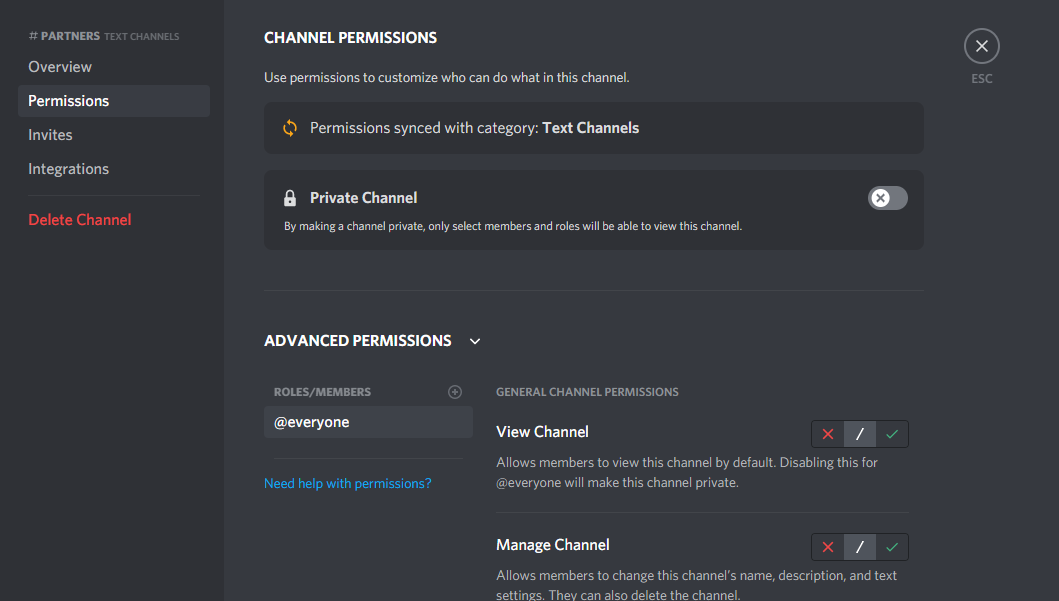 # PARTNERS TEXT CHANNELS
Overview
Permissions
Invites
Integrations
Delete Channel
CHANNEL PERMISSIONS
Use permissions to customize who can do what in this channel.
Permissions synced with category: Text Channels
Private Channel
By making a channel private, only select members and roles will be able to view this channel.
ESC
ADVANCED PERMISSIONS
ROLES/MEMBERS
@everyone
Need help with permissions?
GENERAL CHANNEL PERMISSIONS
View Channel
Allows members to view this channel by default. Disabling this for
@everyone will make this channel private.
Manage Channel
Allows members to change this channel's name, description, and text
settings. They can also delete the channel.